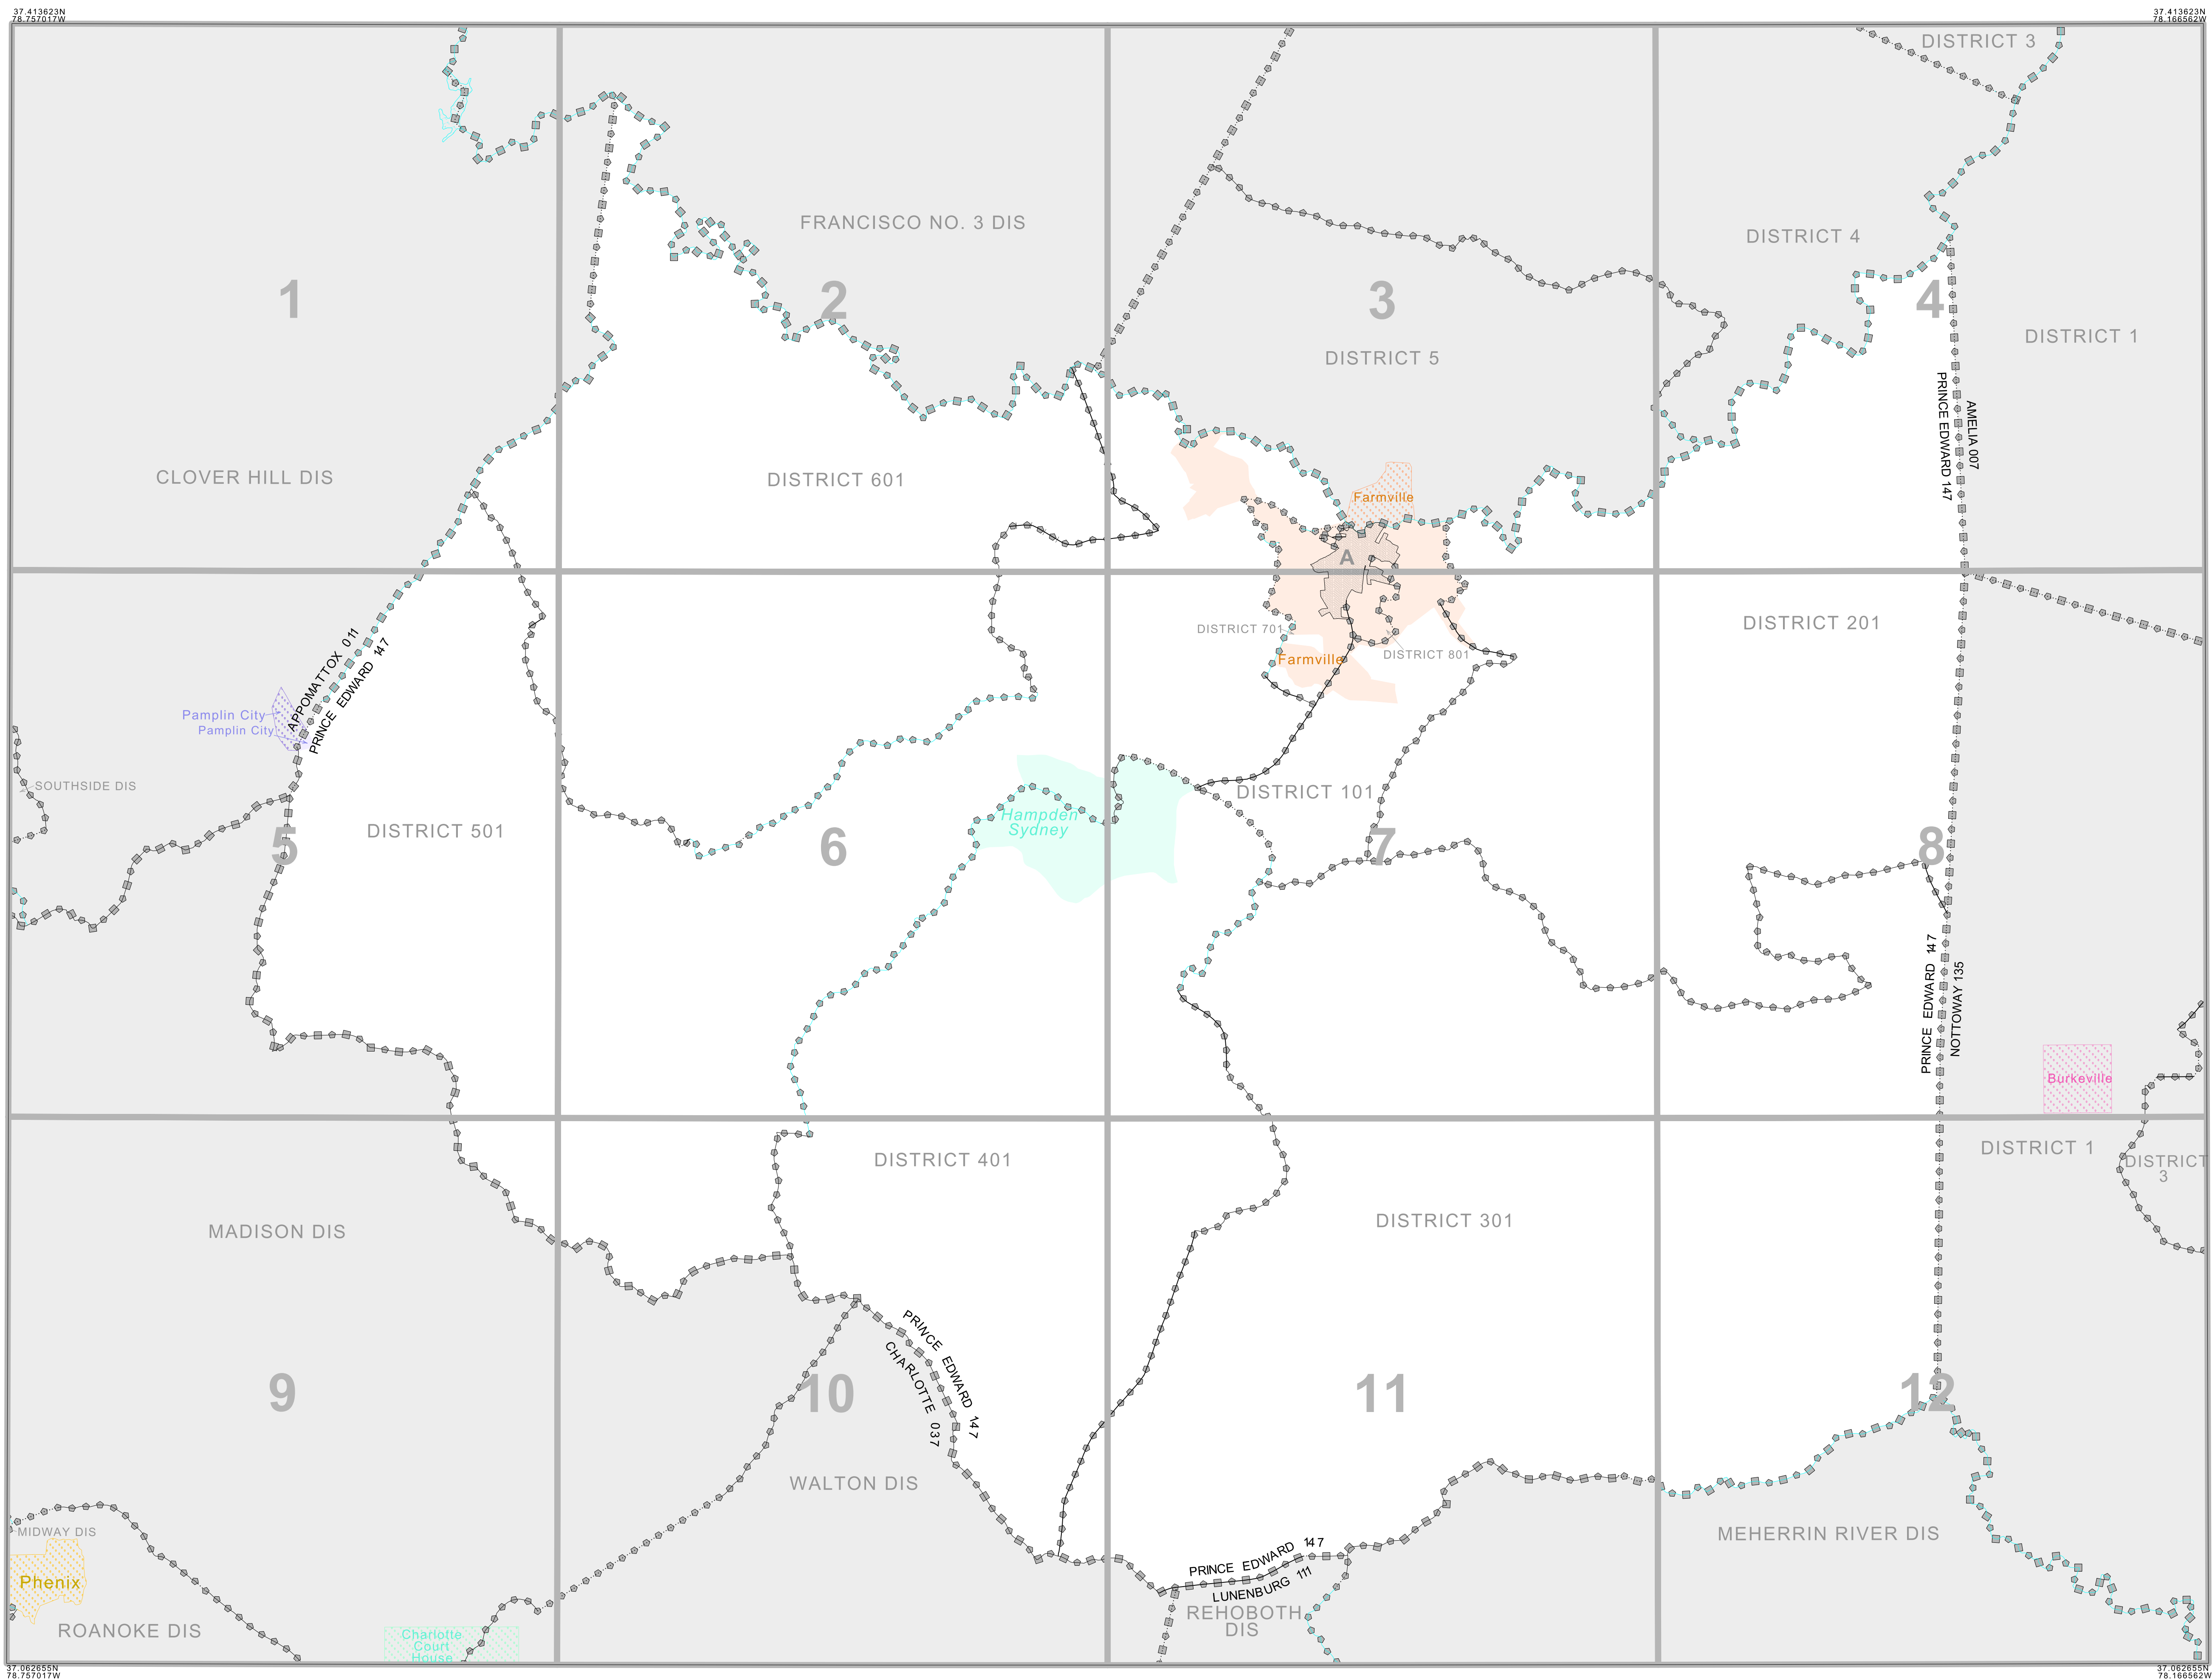 37.413623N
78.757017W
37.413623N
78.166562W
DISTRICT 3
FRANCISCO NO. 3 DIS
DISTRICT 4
1
2
3
4
DISTRICT 5
DISTRICT 1
PRINCE EDWARD 147
AMELIA 007
CLOVER HILL DIS
DISTRICT 601
Farmville
A
DISTRICT 201
DISTRICT 701
DISTRICT 801
Farmville
APPOMATTOX 011
PRINCE EDWARD 147
Pamplin City
Pamplin City
SOUTHSIDE DIS
DISTRICT 101
Hampden
Sydney
DISTRICT 501
5
6
7
8
PRINCE EDWARD 147
NOTTOWAY 135
Burkeville
DISTRICT 1
DISTRICT
3
DISTRICT 401
MADISON DIS
DISTRICT 301
PRINCE EDWARD 147
CHARLOTTE 037
9
10
11
12
WALTON DIS
MIDWAY DIS
MEHERRIN RIVER DIS
PRINCE EDWARD 147
LUNENBURG 111
Phenix
REHOBOTH
DIS
ROANOKE DIS
Charlotte
Court
House
37.062655N
78.757017W
37.062655N
78.166562W